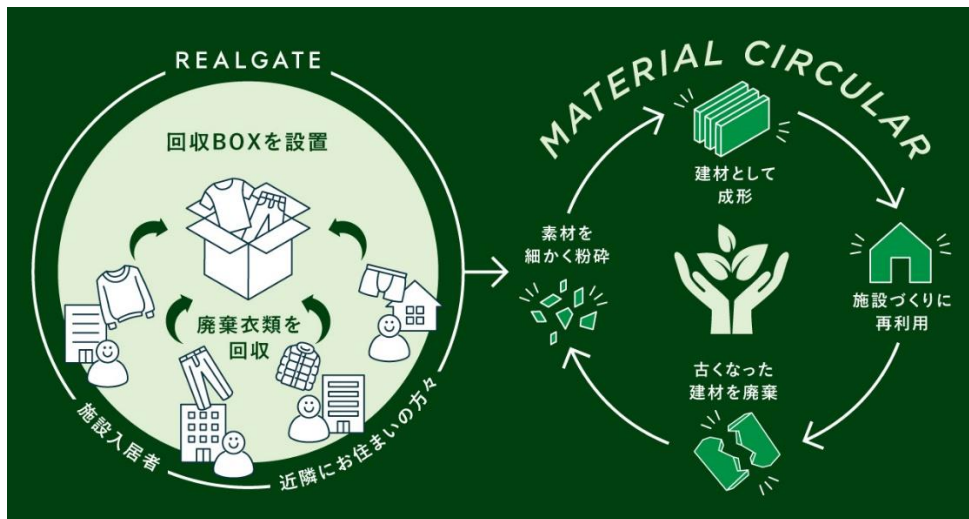 REALGATE
回収BOXを設置
廃棄衣類を
回収
施設入居者
近隣にお住まいの方々
MATERIAL CIRCULAR
建材として
成形
素材を
細かく粉砕
施設づくりに
再利用
古くなった
建材を廃棄